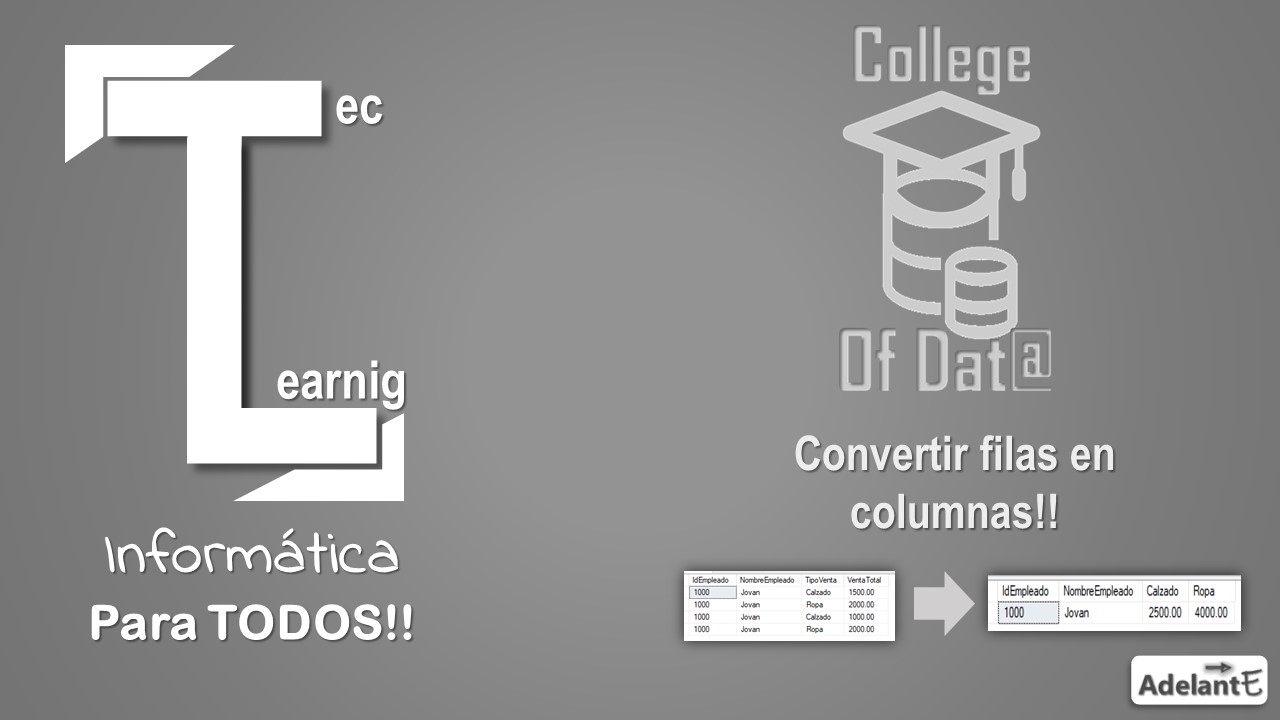 Tec
Learnig
Informática
Para TODOS!!
College
Of Dat@
Convertir filas en
columnas!!
IdEmpleado NombreEmpleado TipoVenta VentaTotal
1000 Jovan Calzado 1500.00
1000 Jovan Ropa 2000.00
1000 Jovan Calzado 1000.00
1000 Jovan Ropa 2000.00
IdEmpleado NombreEmpleado Calzado Ropa
1000 Jovan 2500.00 4000.00
AdelantE